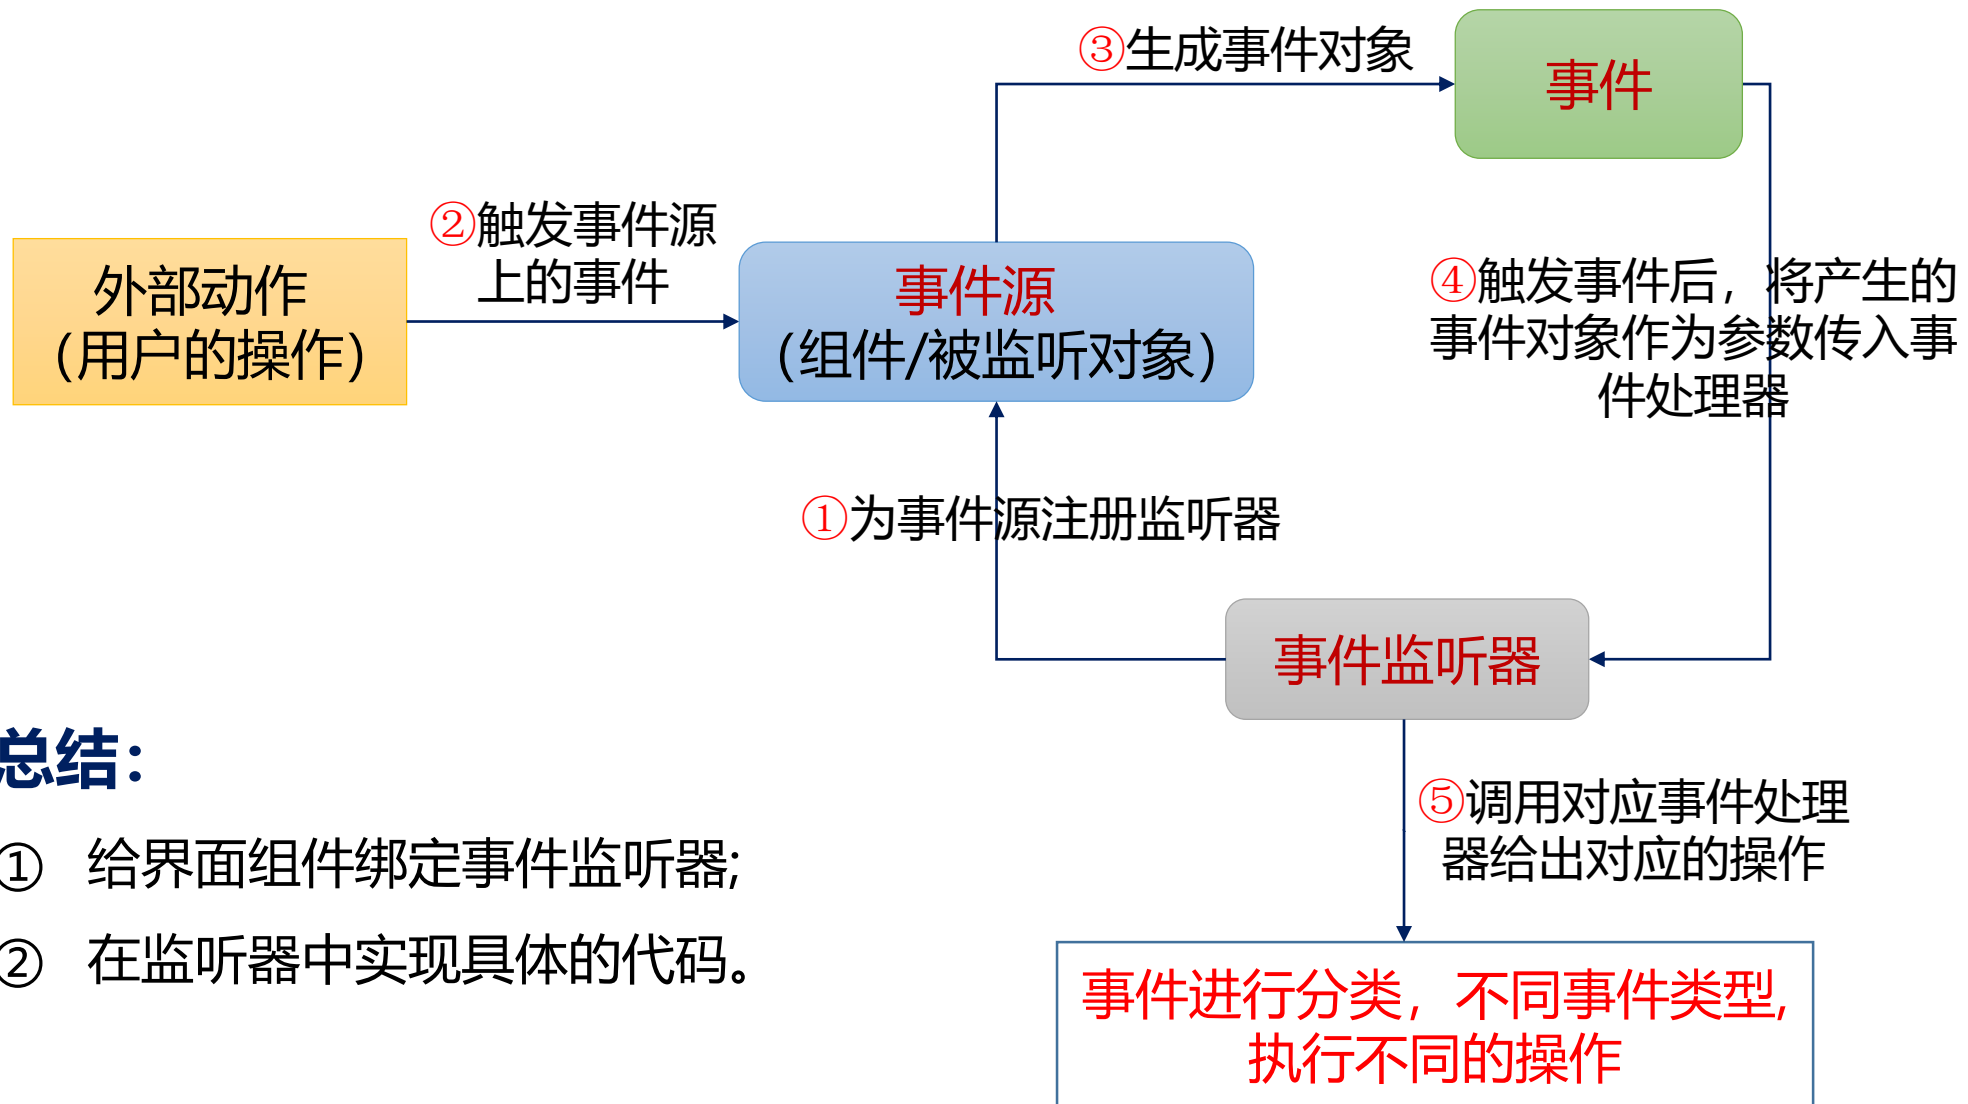 ③生成事件对象
事件
②触发事件源
上的事件
外部动作
（用户的操作）
事件源
（组件/被监听对象）
④触发事件后，将产生的
事件对象作为参数传入事
件处理器
①为事件源注册监听器
事件监听器
总结：
① 给界面组件绑定事件监听器;
② 在监听器中实现具体的代码。
⑤调用对应事件处理
器给出对应的操作
事件进行分类，不同事件类型,
执行不同的操作